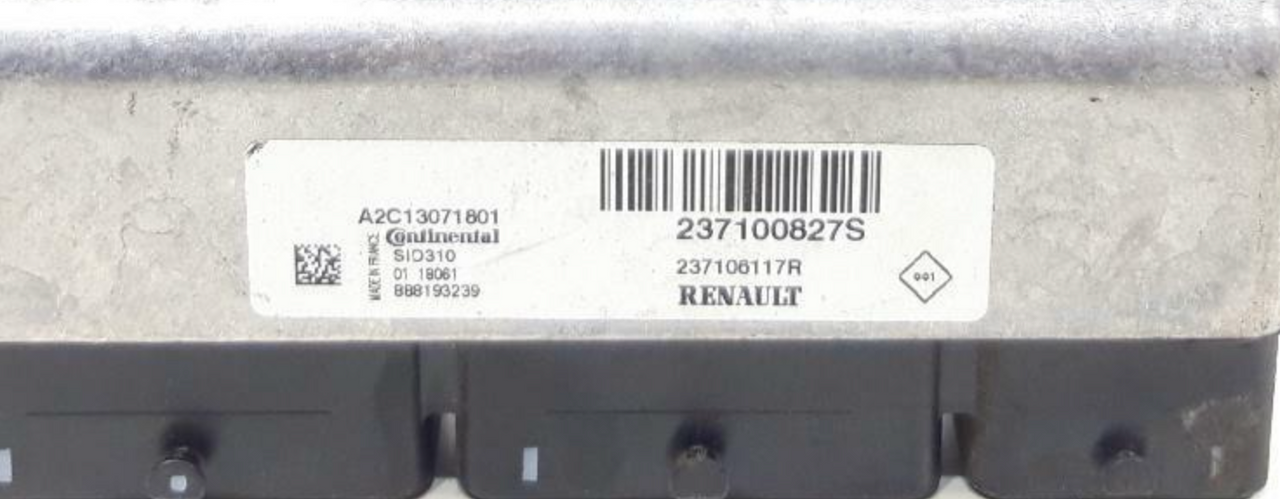 A2C13071801
Continental
MADE IN FRANCE
SID310
01 18061
888193239
237100827S
237106117R
RENAULT
001